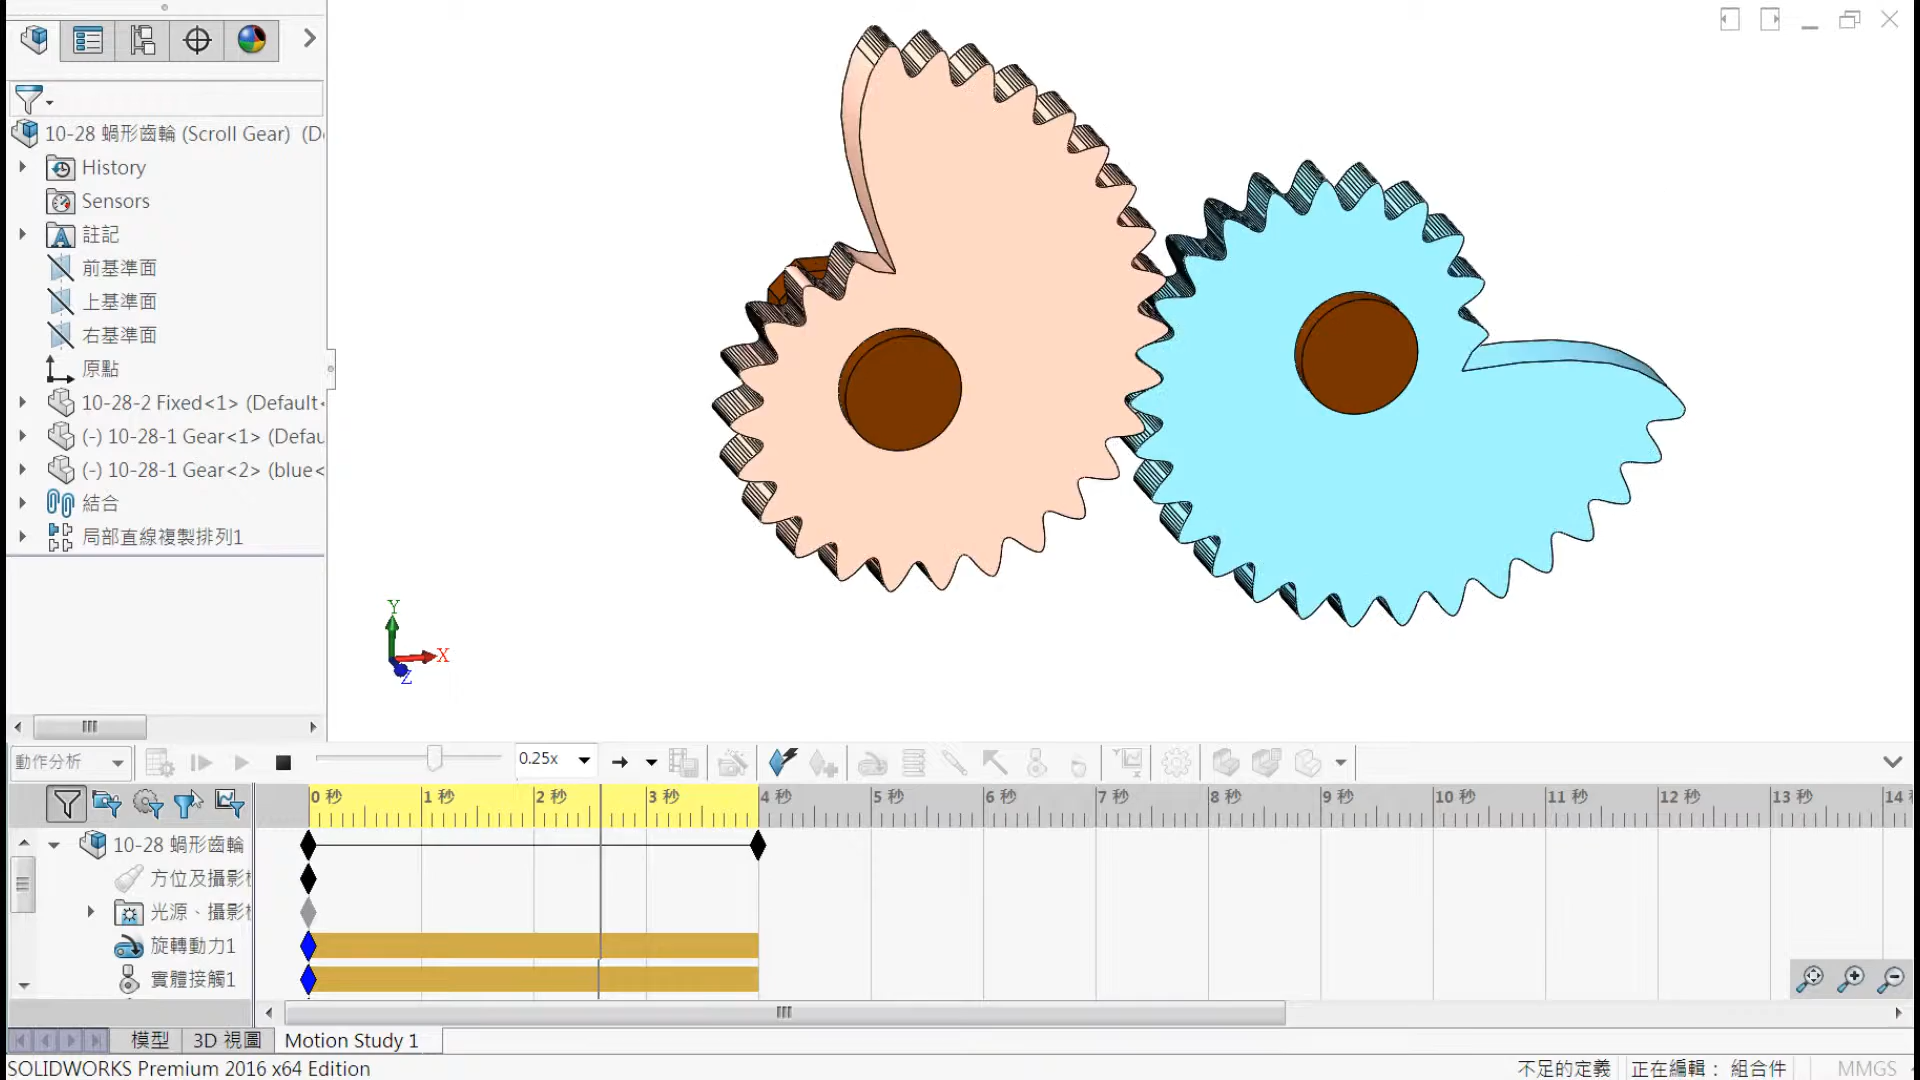 10-28 蝸形齒輪 (Scroll Gear) (D
History
Sensors
註記
前基準面
上基準面
右基準面
原點
10-28-2 Fixed<1> (Default
(-) 10-28-1 Gear<1> (Defau
(-) 10-28-1 Gear<2> (blue<
結合
局部直線複製排列1
Y
X
Z
動作分析
0.25x
0 秒 1 秒 2 秒 3 秒 4 秒 5 秒 6 秒 7 秒 8 秒 9 秒 10 秒 11 秒 12 秒 13 秒 14
10-28 蝸形齒輪
方位及攝影
光源、攝影
旋轉動力1
實體接觸1
模型 3D 視圖 Motion Study 1
SOLIDWORKS Premium 2016 x64 Edition 不足的定義 正在編輯： 組合件 MMGS